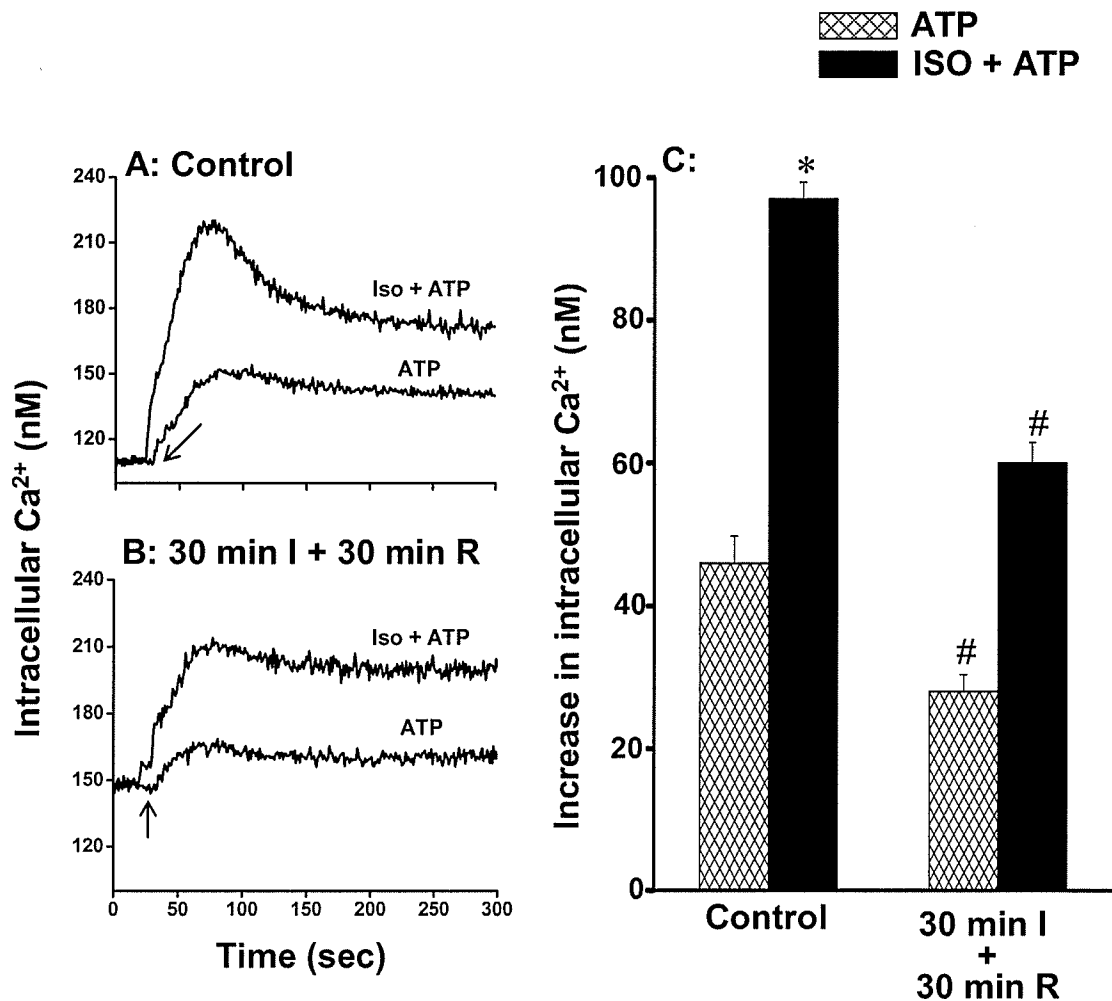 ATP
ISO + ATP
A: Control
240
210
180
150
120
Iso + ATP
ATP
B: 30 min I + 30 min R
240
210
180
150
120
Iso + ATP
ATP
0
50
100
150
200
250
300
Time (sec)
Intracellular Ca²⁺ (nM)
C:
Increase in intracellular Ca²⁺ (nM)
100
80
60
40
20
0
*
#
#
Control
30 min I
+
30 min R